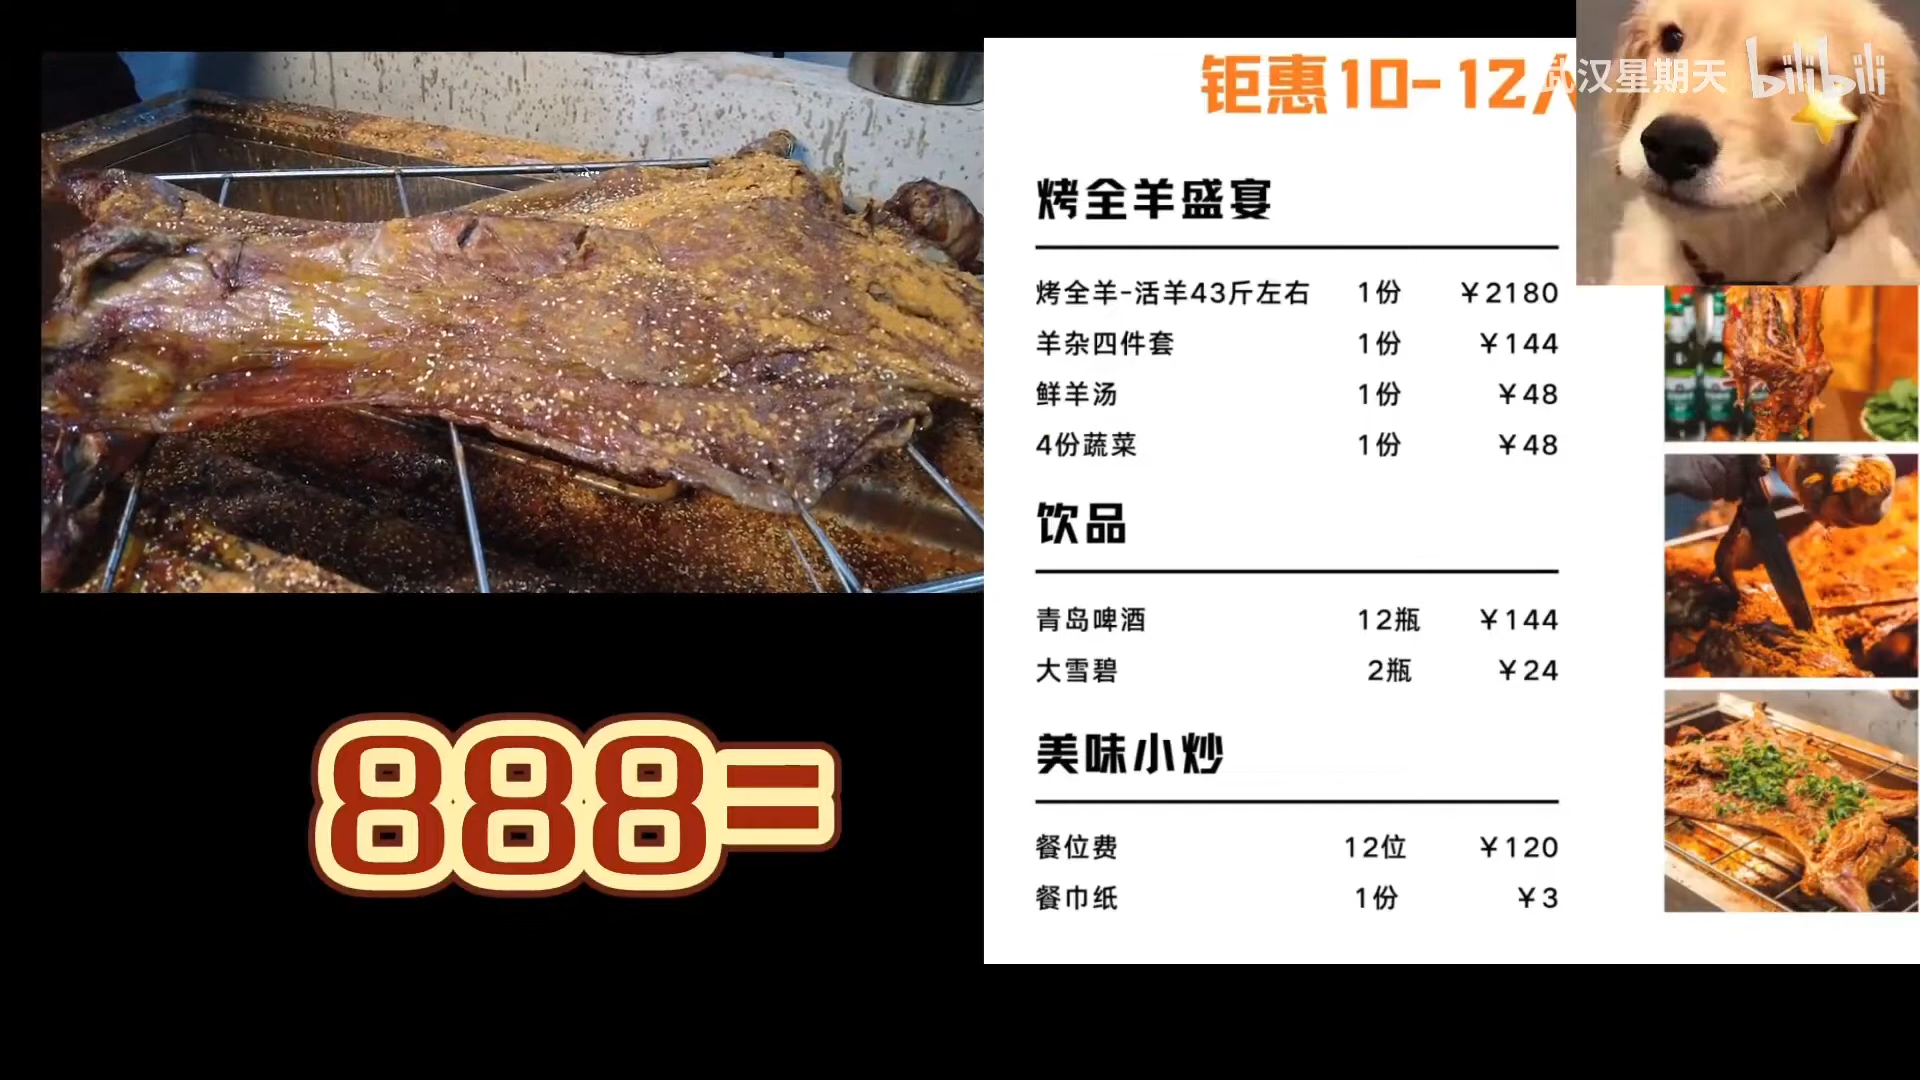 钜惠10-12人
武汉星期天 bilibili
烤全羊盛宴
烤全羊-活羊43斤左右 1份 ￥2180
羊杂四件套 1份 ￥144
鲜羊汤 1份 ￥48
4份蔬菜 1份 ￥48
饮品
青岛啤酒 12瓶 ￥144
大雪碧 2瓶 ￥24
美味小炒
餐位费 12位 ￥120
餐巾纸 1份 ￥3
888=